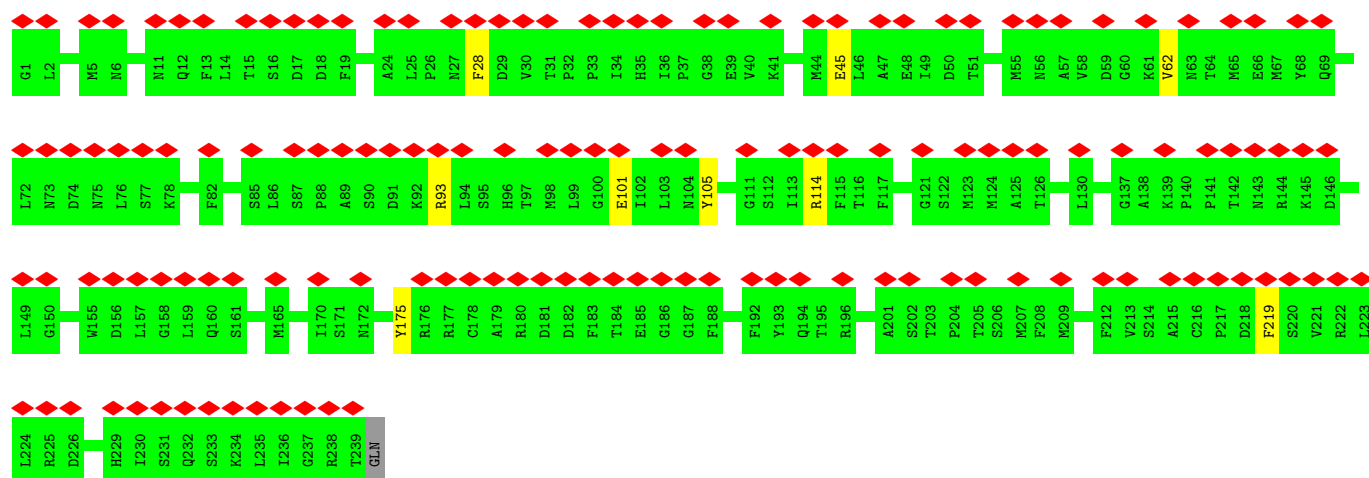 G1 L2 M5 N6 N11 Q12 F13 L14 T15 S16 D17 D18 F19 A24 L25 P26 N27 F28 D29 V30 T31 P32 P33 I34 H35 I36 P37 G38 E39 V40 K41 M44 E45 L46 A47 E48 I49 D50 T51 M55 N56 A57 V58 D59 G60 K61 V62 N63 T64 M65 E66 M67 Y68 Q69
L72 N73 D74 N75 L76 S77 K78 F82 S85 L86 S87 P88 A89 S90 D91 K92 R93 L94 S95 H96 T97 M98 L99 G100 E101 I102 L103 N104 Y105 G111 S112 I113 R114 F115 T116 F117 G121 S122 M123 M124 A125 T126 L130 G137 A138 K139 P140 P141 T142 N143 R144 K145 D146
L149 G150 W155 D156 L157 G158 L159 Q160 S161 M165 I170 S171 N172 Y175 R176 R177 C178 A179 R180 D181 D182 F183 T184 E185 G186 G187 F188 F192 Y193 Q194 T195 R196 A201 S202 T203 P204 T205 S206 M207 F208 M209 F212 V213 S214 A215 C216 P217 D218 F219 S220 V221 R222 L223
L224 R225 D226 H229 I230 S231 Q232 S233 K234 L235 I236 G237 R238 T239 GLN